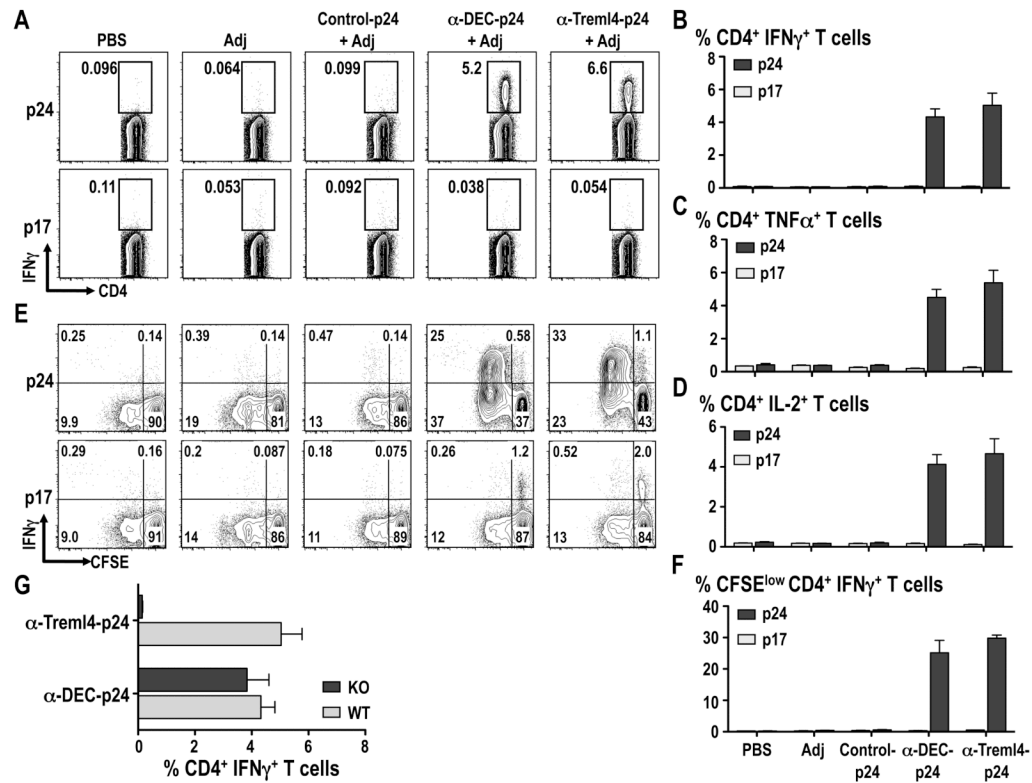 A
PBS
Adj
Control-p24
+ Adj
α-DEC-p24
+ Adj
α-Treml4-p24
+ Adj
p24
0.096
0.064
0.099
5.2
6.6
p17
0.11
0.053
0.092
0.038
0.054
IFNγ
CD4
E
p24
0.25 0.14
9.9 90
0.39 0.14
19 81
0.47 0.14
13 86
25 0.58
37 37
33 1.1
23 43
p17
0.29 0.16
9.0 91
0.2 0.087
14 86
0.18 0.075
11 89
0.26 1.2
12 87
0.52 2.0
13 84
IFNγ
CFSE
G
α-Treml4-p24
α-DEC-p24
KO
WT
0 2 4 6 8
% CD4⁺ IFNγ⁺ T cells
B
% CD4⁺ IFNγ⁺ T cells
8
6
4
2
0
p24
p17
C
% CD4⁺ TNFα⁺ T cells
8
6
4
2
0
p24
p17
D
% CD4⁺ IL-2⁺ T cells
6
4
2
0
p24
p17
F
% CFSEˡᵒʷ CD4⁺ IFNγ⁺ T cells
40
30
20
10
0
p24
p17
PBS
Adj
Control-
p24
α-DEC-
p24
α-Treml4-
p24